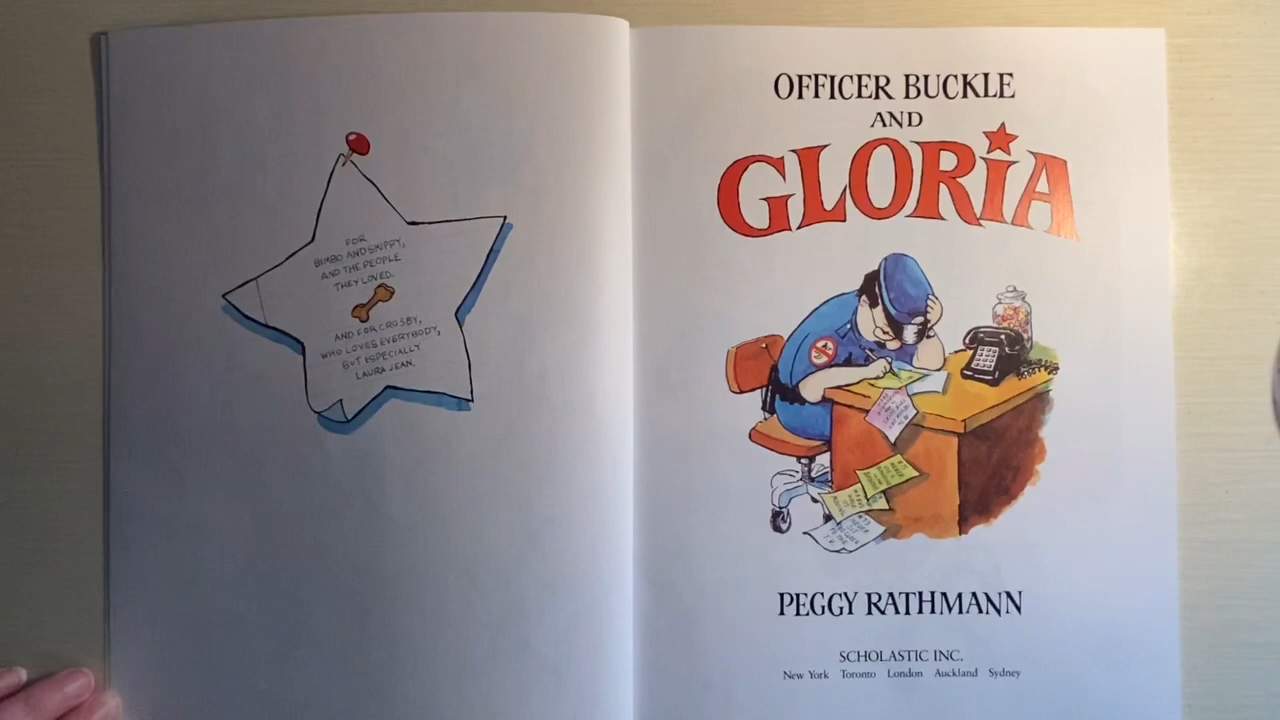 FOR
BIMBO AND SKIPPY,
AND THE PEOPLE
THEY LOVED.
AND FOR CROSBY,
WHO LOVES EVERYBODY,
BUT ESPECIALLY
LAURA JEAN.
OFFICER BUCKLE
AND
GLORIA
PEGGY RATHMANN
SCHOLASTIC INC.
New York Toronto London Auckland Sydney